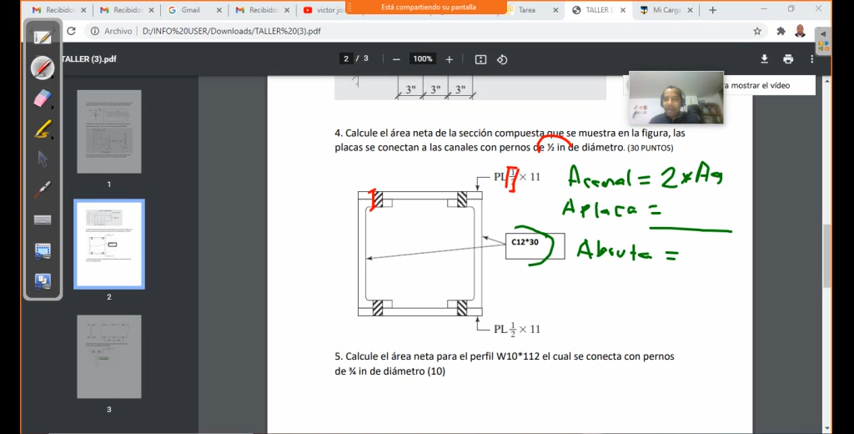 Está compartiendo su pantalla
Recibidos
Recibido
Gmail
Recibidos
victor jo
Tarea
TALLER
Mi Carga
Archivo
D:/INFO%20USER/Downloads/TALLER%20(3).pdf
TALLER (3).pdf
2 / 3
100%
ra mostrar el vídeo
3" 3" 3"
4. Calcule el área neta de la sección compuesta que se muestra en la figura, las
placas se conectan a las canales con pernos de ½ in de diámetro. (30 PUNTOS)
PL 1/2 × 11
Acanal = 2*Ag
Aplaca =
Abruta =
C12*30
PL 1/2 × 11
5. Calcule el área neta para el perfil W10*112 el cual se conecta con pernos
de ¾ in de diámetro (10)
1
2
3